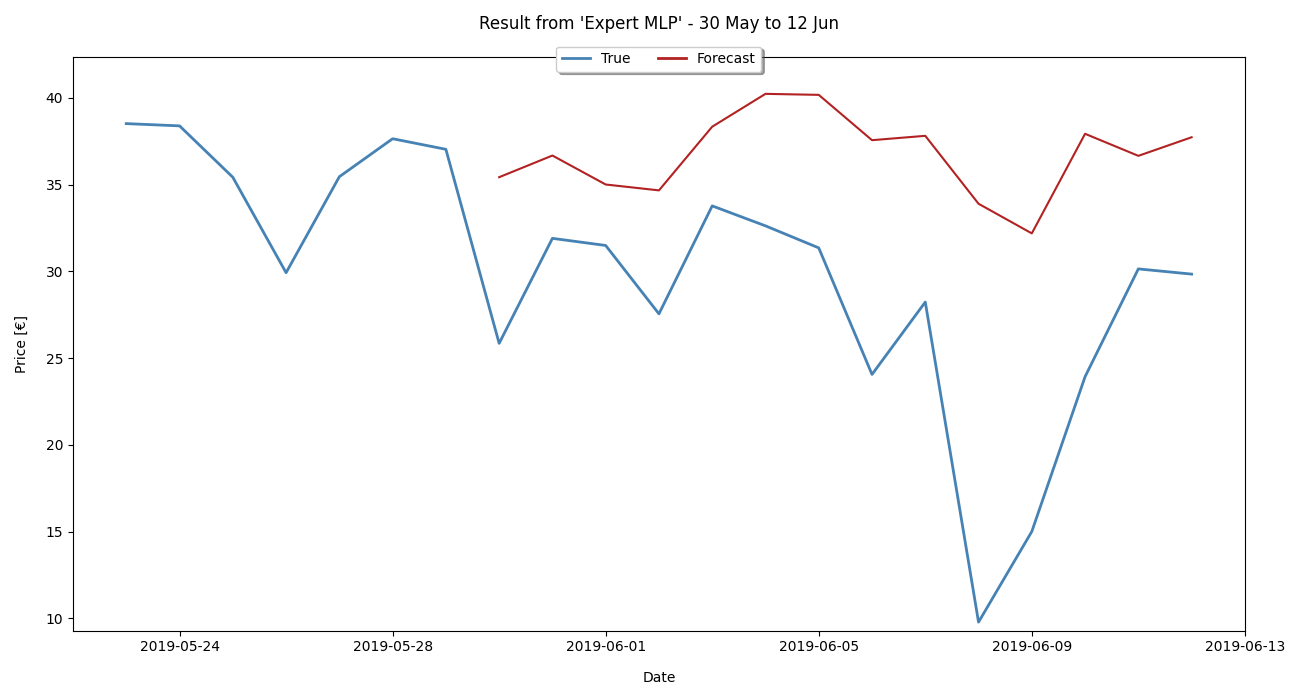 Result from 'Expert MLP' - 30 May to 12 Jun
True Forecast
40
35
30
25
20
15
10
Price [€]
2019-05-24 2019-05-28 2019-06-01 2019-06-05 2019-06-09 2019-06-13
Date